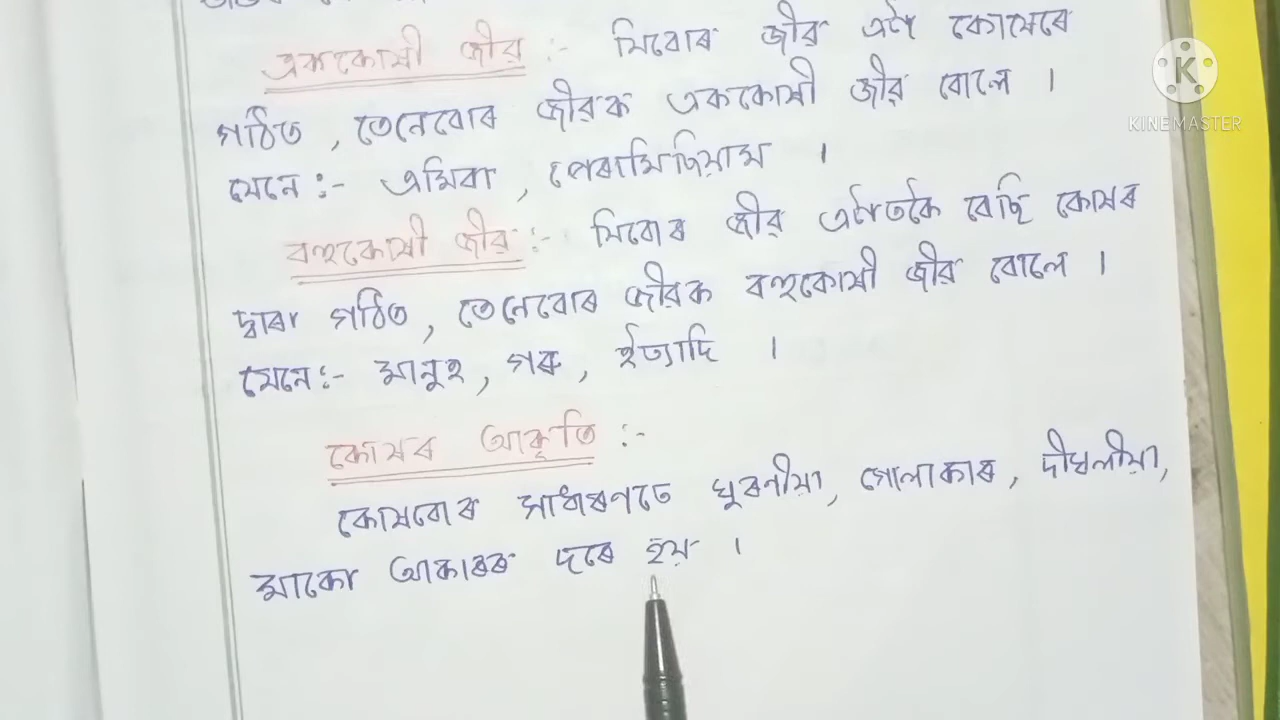 এককোষী জীৱ :- যিবোৰ জীৱ এটা কোষেৰে
গঠিত , তেনেবোৰ জীৱক এককোষী জীৱ বোলে ।
যেনে :- এমিবা , পেৰামিচিয়াম ।
বহুকোষী জীৱ :- যিবোৰ জীৱ এটাতকৈ বেছি কোষৰ
দ্বাৰা গঠিত , তেনেবোৰ জীৱক বহুকোষী জীৱ বোলে ।
যেনে :- মানুহ , গৰু , ইত্যাদি ।
কোষৰ আকৃতি :-
কোষবোৰ সাধাৰণতে ঘুৰণীয়া, গোলাকাৰ , দীঘলীয়া,
মাকো আকাৰৰ দৰে হয় ।
KINEMASTER